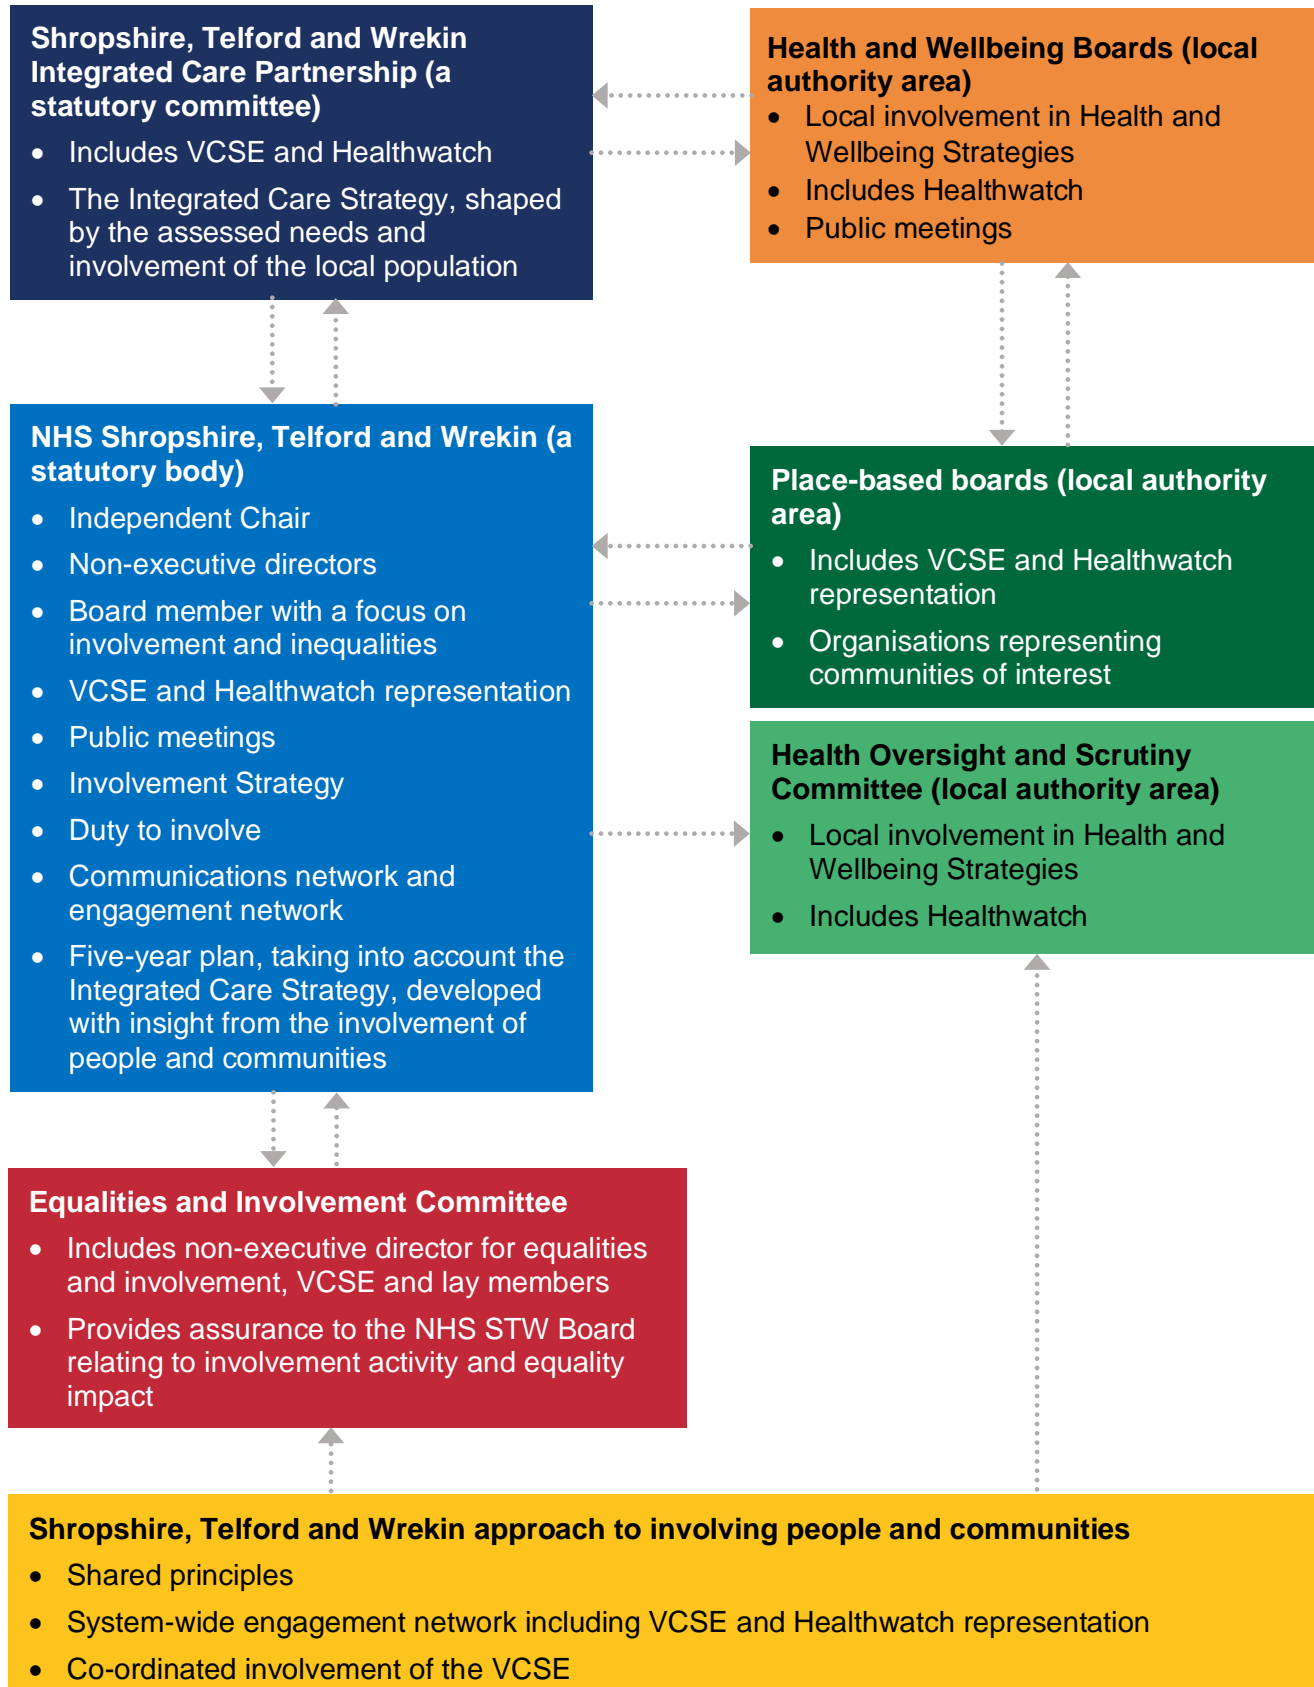 Shropshire, Telford and Wrekin
Integrated Care Partnership (a
statutory committee)
• Includes VCSE and Healthwatch
• The Integrated Care Strategy, shaped
by the assessed needs and
involvement of the local population
Health and Wellbeing Boards (local
authority area)
• Local involvement in Health and
Wellbeing Strategies
• Includes Healthwatch
• Public meetings
NHS Shropshire, Telford and Wrekin (a
statutory body)
• Independent Chair
• Non-executive directors
• Board member with a focus on
involvement and inequalities
• VCSE and Healthwatch representation
• Public meetings
• Involvement Strategy
• Duty to involve
• Communications network and
engagement network
• Five-year plan, taking into account the
Integrated Care Strategy, developed
with insight from the involvement of
people and communities
Place-based boards (local authority
area)
• Includes VCSE and Healthwatch
representation
• Organisations representing
communities of interest
Health Oversight and Scrutiny
Committee (local authority area)
• Local involvement in Health and
Wellbeing Strategies
• Includes Healthwatch
Equalities and Involvement Committee
• Includes non-executive director for equalities
and involvement, VCSE and lay members
• Provides assurance to the NHS STW Board
relating to involvement activity and equality
impact
Shropshire, Telford and Wrekin approach to involving people and communities
• Shared principles
• System-wide engagement network including VCSE and Healthwatch representation
• Co-ordinated involvement of the VCSE